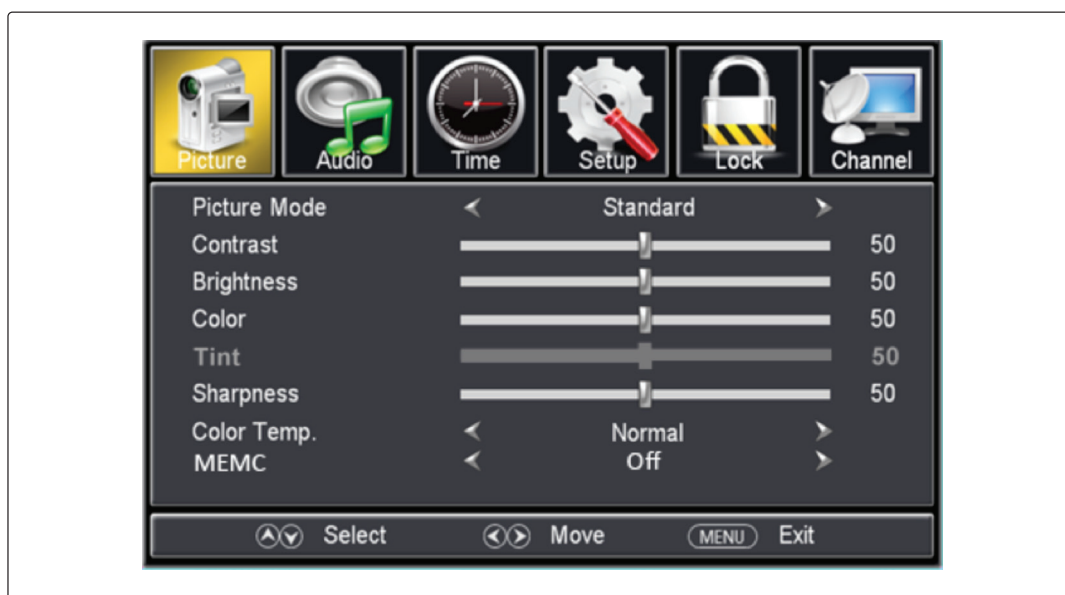 Picture Audio Time Setup Lock Channel
Picture Mode Standard
Contrast 50
Brightness 50
Color 50
Tint 50
Sharpness 50
Color Temp. Normal
MEMC Off
Select Move MENU Exit